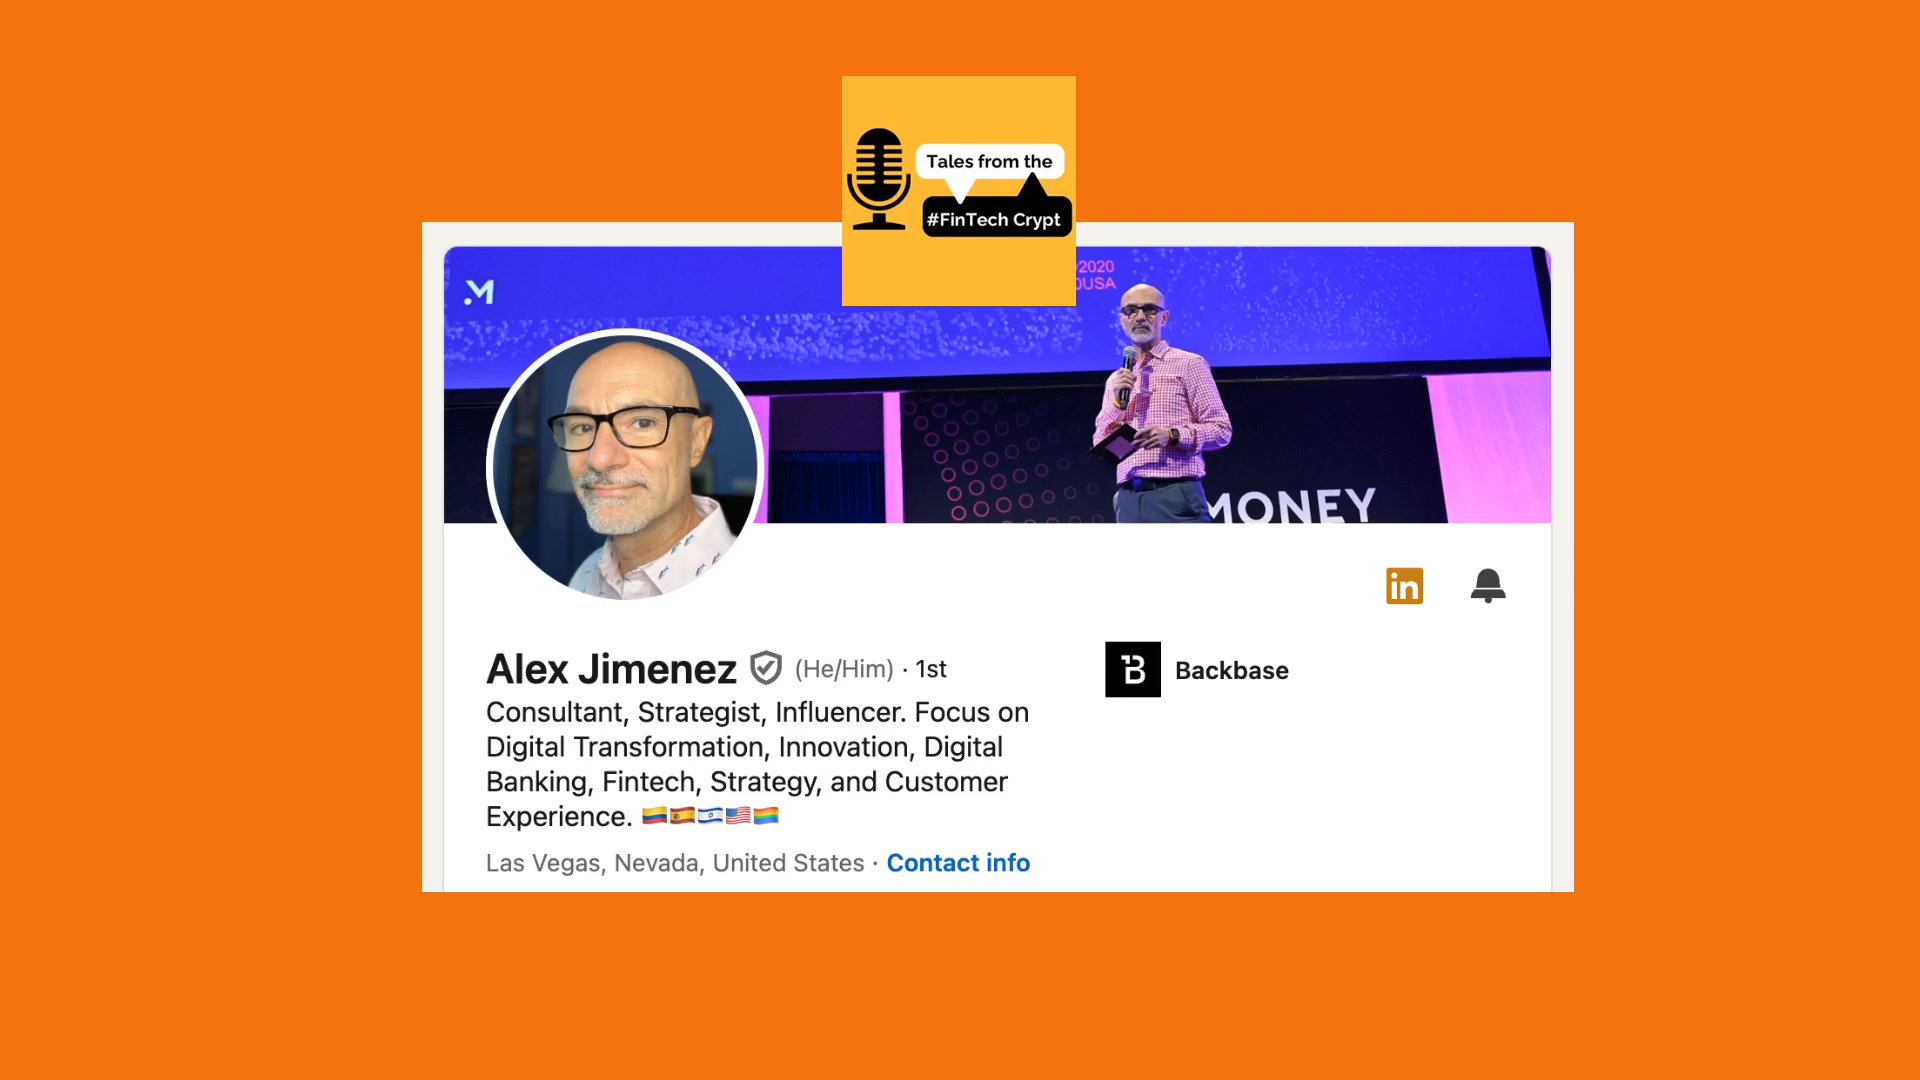 Tales from the
#FinTech Crypt
2020
USA
.M
MONEY
in
Alex Jimenez (He/Him) · 1st
B Backbase
Consultant, Strategist, Influencer. Focus on
Digital Transformation, Innovation, Digital
Banking, Fintech, Strategy, and Customer
Experience. 🇨🇴🇪🇸🇮🇱🇺🇸🏳️‍🌈
Las Vegas, Nevada, United States · Contact info